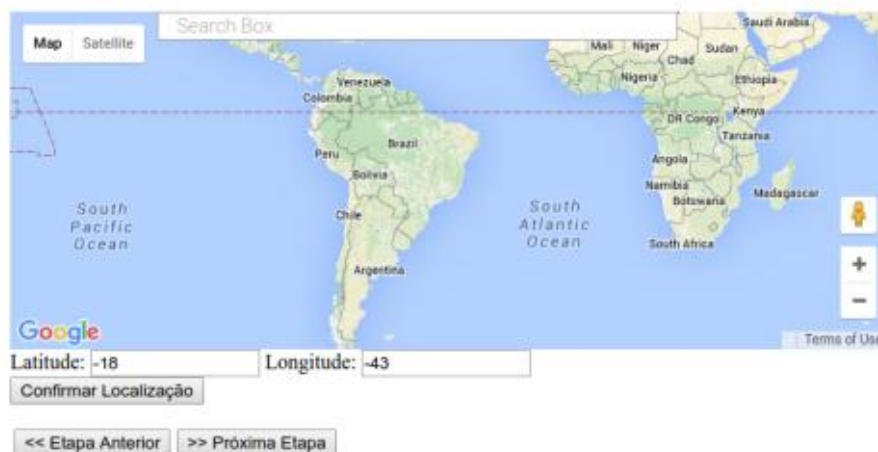 Search Box
Map Satellite
Saudi Arabia
Mali Niger Sudan
Chad
Venezuela
Nigeria Ethiopia
Colombia
DR Congo Kenya
Tanzania
Brazil
Peru
Angola
Bolivia
Namibia
Madagascar
Botswana
South
Pacific
Ocean
Chile
South
Atlantic
Ocean
South Africa
Argentina
+
−
Google
Terms of Use
Latitude: -18 Longitude: -43
Confirmar Localização
<< Etapa Anterior >> Próxima Etapa